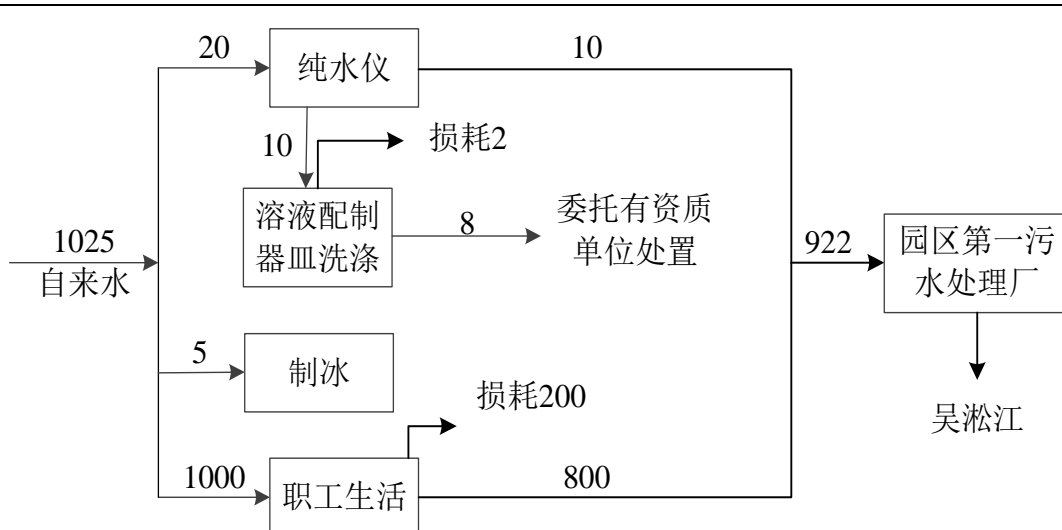 20
纯水仪
10
10
损耗2
溶液配制
器皿洗涤
8
委托有资质
单位处置
1025
自来水
922
园区第一污
水处理厂
5
制冰
损耗200
吴淞江
1000
职工生活
800